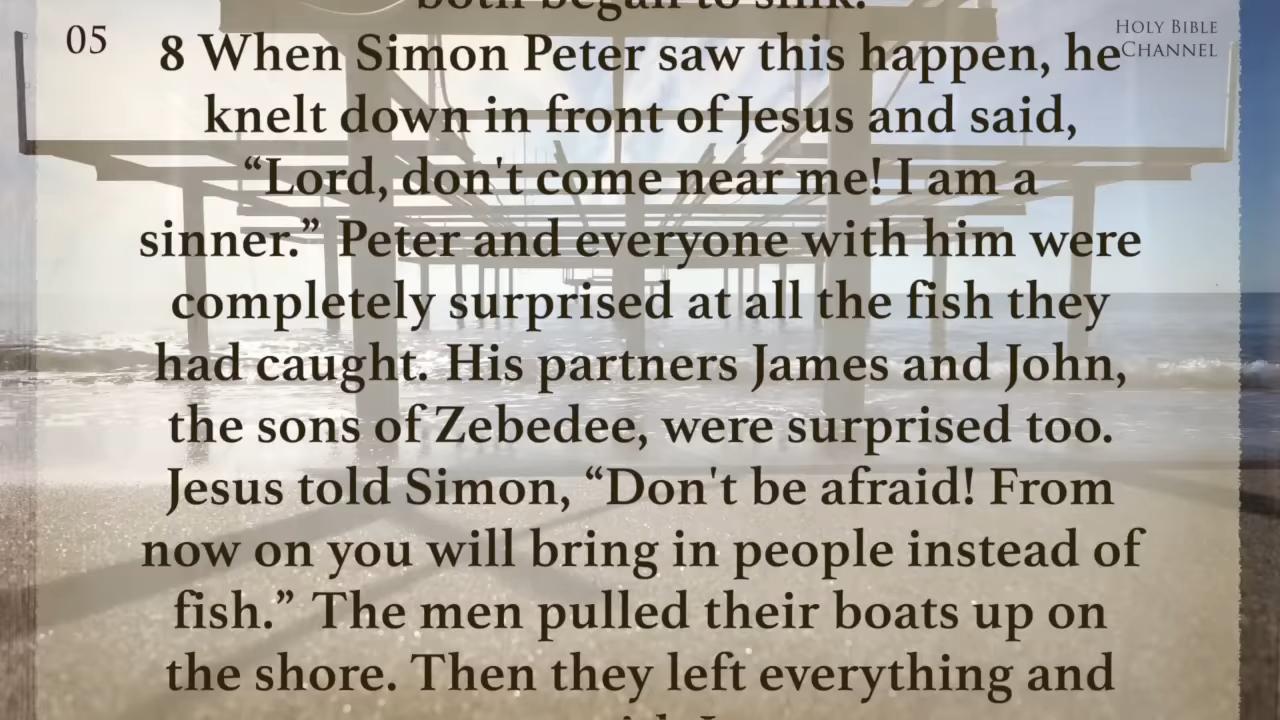 both began to sink.
05
HOLY BIBLE
CHANNEL
8 When Simon Peter saw this happen, he
knelt down in front of Jesus and said,
“Lord, don't come near me! I am a
sinner.” Peter and everyone with him were
completely surprised at all the fish they
had caught. His partners James and John,
the sons of Zebedee, were surprised too.
Jesus told Simon, “Don't be afraid! From
now on you will bring in people instead of
fish.” The men pulled their boats up on
the shore. Then they left everything and